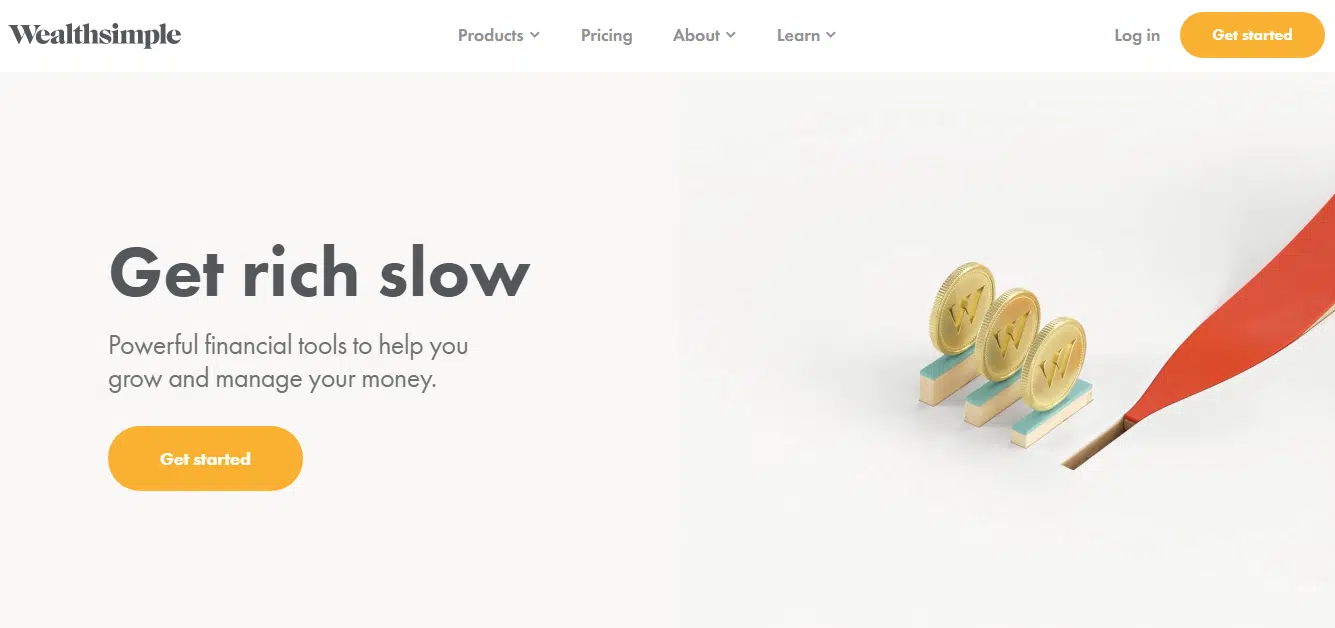 Wealthsimple
Products
Pricing
About
Learn
Log in
Get started
Get rich slow
Powerful financial tools to help you
grow and manage your money.
Get started
W
W
W